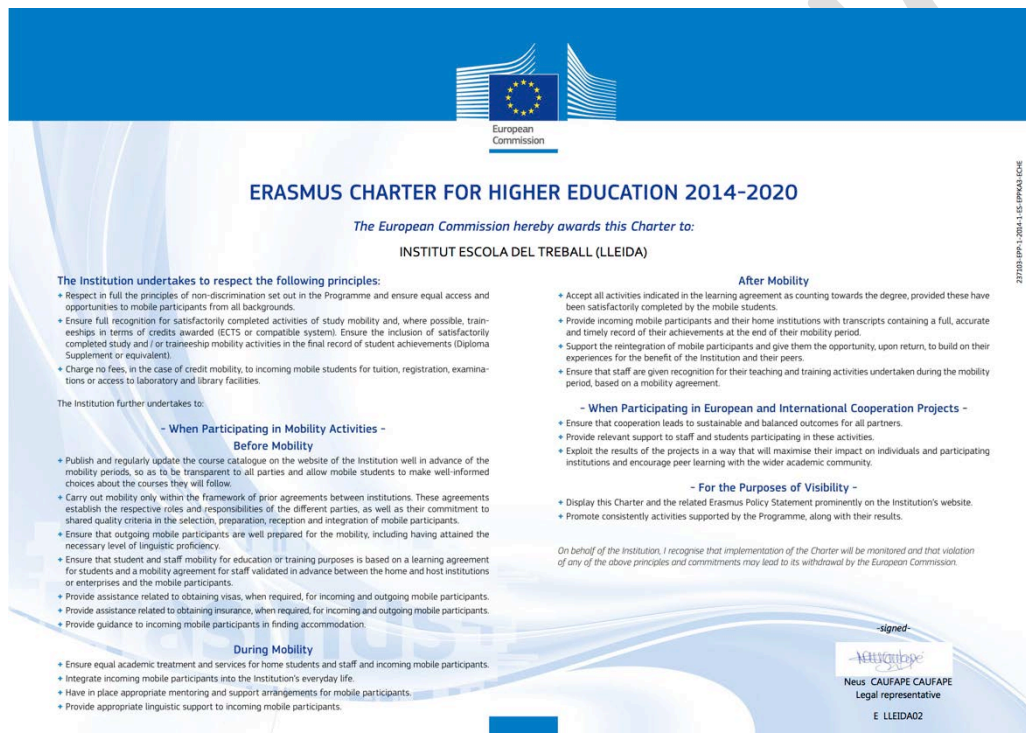 European
Commission
ERASMUS CHARTER FOR HIGHER EDUCATION 2014-2020
The European Commission hereby awards this Charter to:
INSTITUT ESCOLA DEL TREBALL (LLEIDA)
The Institution undertakes to respect the following principles:
+ Respect in full the principles of non-discrimination set out in the Programme and ensure equal access and
opportunities to mobile participants from all backgrounds.
+ Ensure full recognition for satisfactorily completed activities of study mobility and, where possible, train-
eeships in terms of credits awarded (ECTS or compatible system). Ensure the inclusion of satisfactorily
completed study and / or traineeship mobility activities in the final record of student achievements (Diploma
Supplement or equivalent).
+ Charge no fees, in the case of credit mobility, to incoming mobile students for tuition, registration, examina-
tions or access to laboratory and library facilities.
The Institution further undertakes to:
- When Participating in Mobility Activities -
Before Mobility
+ Publish and regularly update the course catalogue on the website of the Institution well in advance of the
mobility periods, so as to be transparent to all parties and allow mobile students to make well-informed
choices about the courses they will follow.
+ Carry out mobility only within the framework of prior agreements between institutions. These agreements
establish the respective roles and responsibilities of the different parties, as well as their commitment to
shared quality criteria in the selection, preparation, reception and integration of mobile participants.
+ Ensure that outgoing mobile participants are well prepared for the mobility, including having attained the
necessary level of linguistic proficiency.
+ Ensure that student and staff mobility for education or training purposes is based on a learning agreement
for students and a mobility agreement for staff validated in advance between the home and host institutions
or enterprises and the mobile participants.
+ Provide assistance related to obtaining visas, when required, for incoming and outgoing mobile participants.
+ Provide assistance related to obtaining insurance, when required, for incoming and outgoing mobile participants.
+ Provide guidance to incoming mobile participants in finding accommodation.
During Mobility
+ Ensure equal academic treatment and services for home students and staff and incoming mobile participants.
+ Integrate incoming mobile participants into the Institution's everyday life.
+ Have in place appropriate mentoring and support arrangements for mobile participants.
+ Provide appropriate linguistic support to incoming mobile participants.
After Mobility
+ Accept all activities indicated in the learning agreement as counting towards the degree, provided these have
been satisfactorily completed by the mobile students.
+ Provide incoming mobile participants and their home institutions with transcripts containing a full, accurate
and timely record of their achievements at the end of their mobility period.
+ Support the reintegration of mobile participants and give them the opportunity, upon return, to build on their
experiences for the benefit of the Institution and their peers.
+ Ensure that staff are given recognition for their teaching and training activities undertaken during the mobility
period, based on a mobility agreement.
- When Participating in European and International Cooperation Projects -
+ Ensure that cooperation leads to sustainable and balanced outcomes for all partners.
+ Provide relevant support to staff and students participating in these activities.
+ Exploit the results of the projects in a way that will maximise their impact on individuals and participating
institutions and encourage peer learning with the wider academic community.
- For the Purposes of Visibility -
+ Display this Charter and the related Erasmus Policy Statement prominently on the Institution's website.
+ Promote consistently activities supported by the Programme, along with their results.
On behalf of the Institution, I recognise that implementation of the Charter will be monitored and that violation
of any of the above principles and commitments may lead to its withdrawal by the European Commission.
-signed-
Neus CAUFAPE CAUFAPE
Legal representative
E LLEIDA02
237103-EPP-1-2014-1-ES-EPPKA3-ECHE
Erasmus+